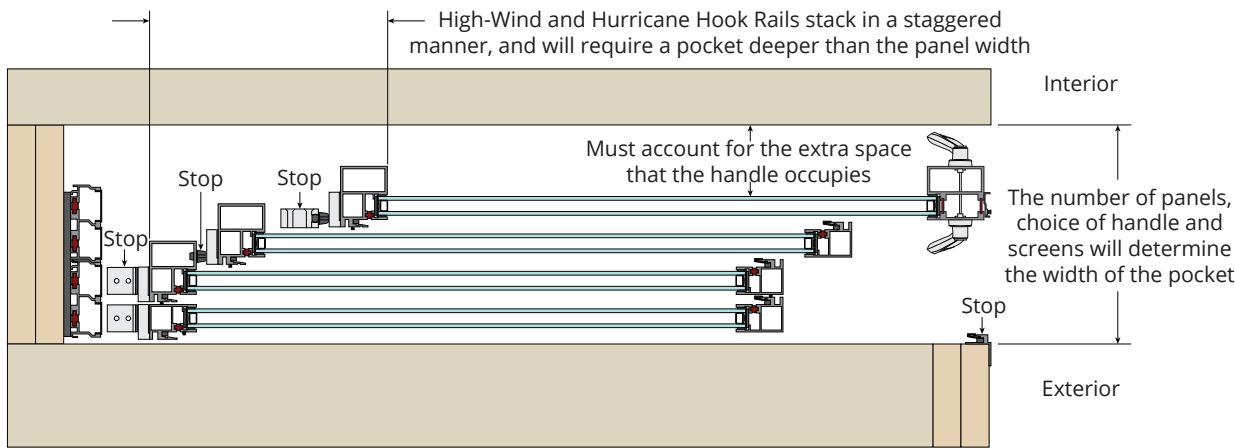 High-Wind and Hurricane Hook Rails stack in a staggered
manner, and will require a pocket deeper than the panel width
Interior
Must account for the extra space
that the handle occupies
Stop
Stop
The number of panels,
choice of handle and
screens will determine
the width of the pocket
Stop
Stop
Exterior